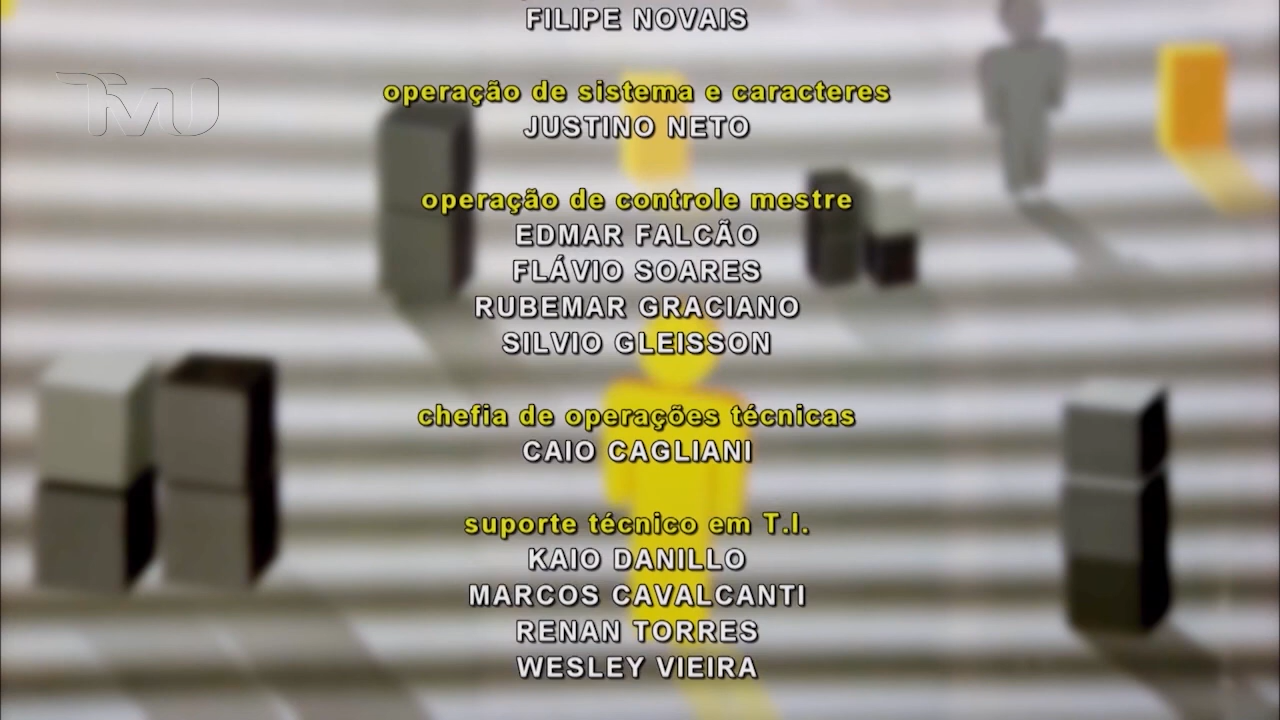 FILIPE NOVAIS
TVU
operação de sistema e caracteres
JUSTINO NETO
operação de controle mestre
EDMAR FALCÃO
FLÁVIO SOARES
RUBEMAR GRACIANO
SILVIO GLEISSON
chefia de operações técnicas
CAIO CAGLIANI
suporte técnico em T.I.
KAIO DANILLO
MARCOS CAVALCANTI
RENAN TORRES
WESLEY VIEIRA